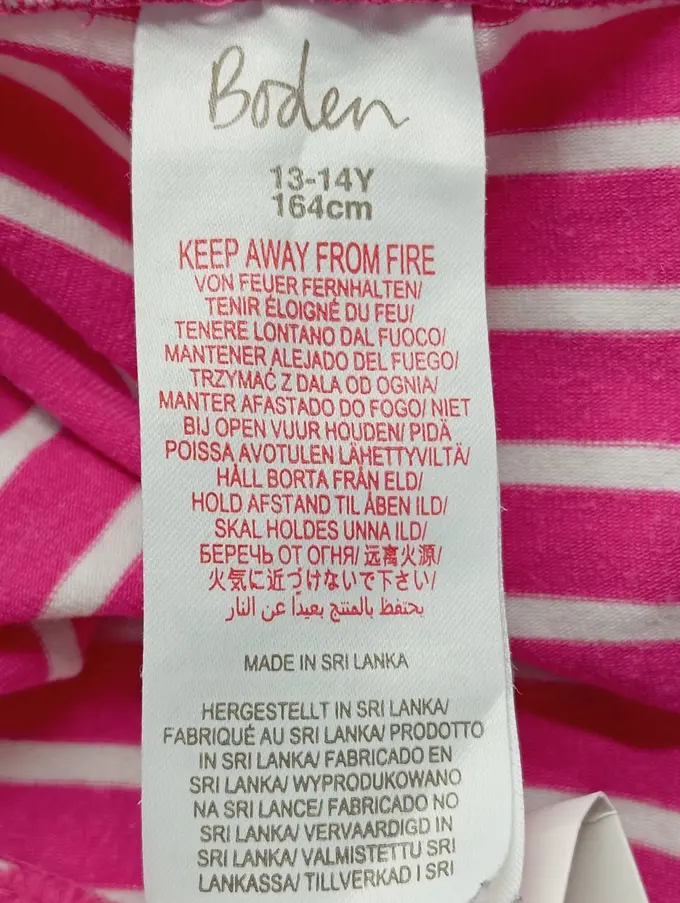 Boden
13-14Y
164cm
KEEP AWAY FROM FIRE
VON FEUER FERNHALTEN/
TENIR ÉLOIGNÉ DU FEU/
TENERE LONTANO DAL FUOCO/
MANTENER ALEJADO DEL FUEGO/
TRZYMAĆ Z DALA OD OGNIA/
MANTER AFASTADO DO FOGO/ NIET
BIJ OPEN VUUR HOUDEN/ PIDÄ
POISSA AVOTULEN LÄHETTYVILTÄ/
HÅLL BORTA FRÅN ELD/
HOLD AFSTAND TIL ÅBEN ILD/
SKAL HOLDES UNNA ILD/
БЕРЕЧЬ ОТ ОГНЯ/ 远离火源/
火気に近づけないで下さい/
يحتفظ بالمنتج بعيدًا عن النار
MADE IN SRI LANKA
HERGESTELLT IN SRI LANKA/
FABRIQUÉ AU SRI LANKA/ PRODOTTO
IN SRI LANKA/ FABRICADO EN
SRI LANKA/ WYPRODUKOWANO
NA SRI LANCE/ FABRICADO NO
SRI LANKA/ VERVAARDIGD IN
SRI LANKA/ VALMISTETTU SRI
LANKASSA/ TILLVERKAD I SRI